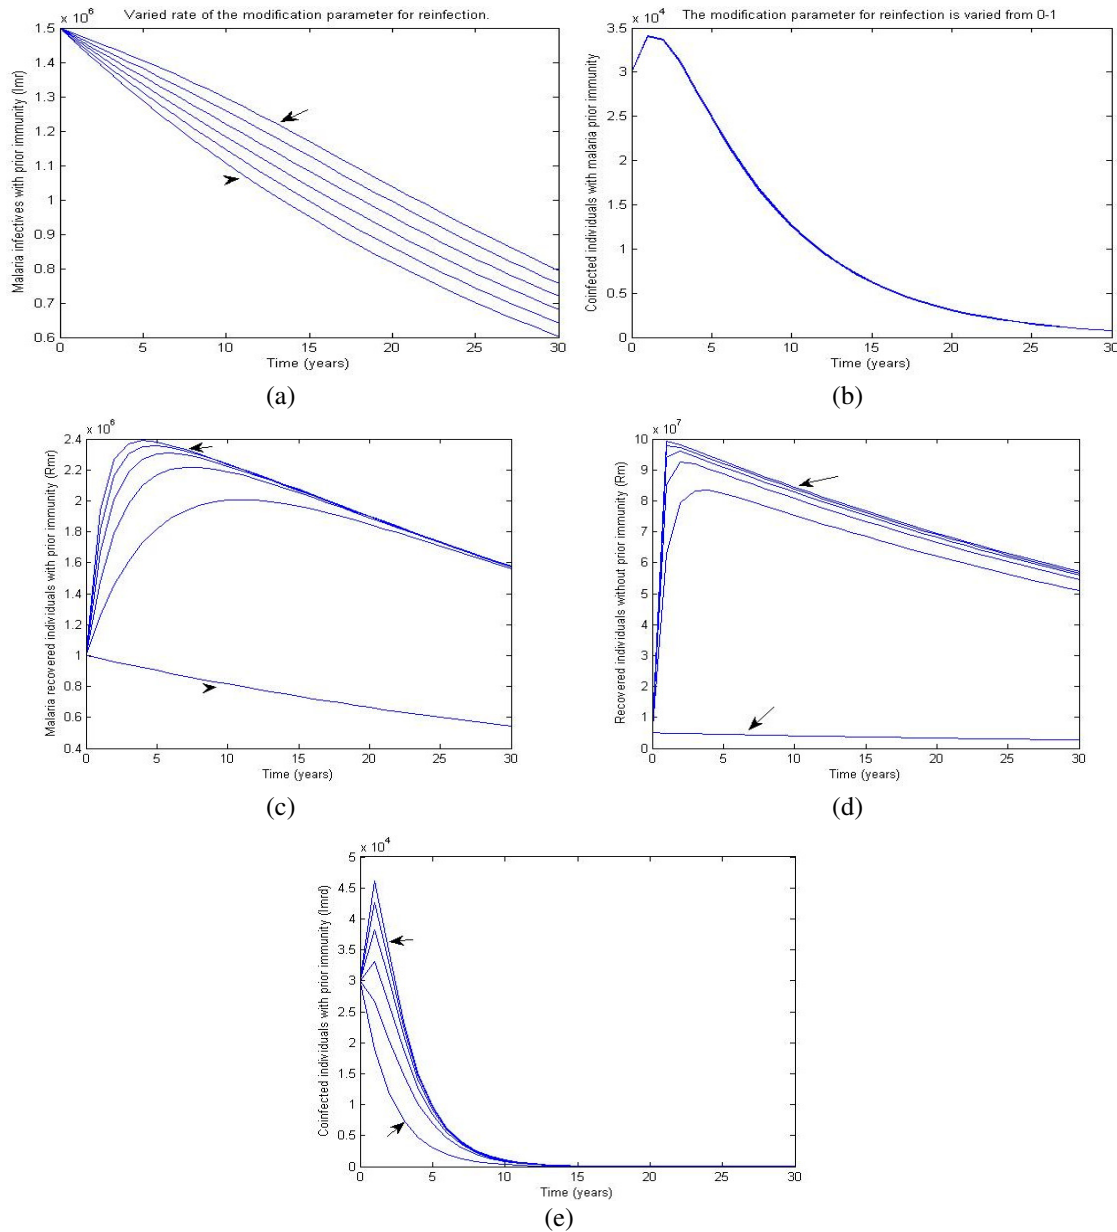 Varied rate of the modification parameter for reinfection.
x 10^6
Malaria infectives with prior immunity (Imr)
1.5
1.4
1.3
1.2
1.1
1
0.9
0.8
0.7
0.6
0 5 10 15 20 25 30
Time (years)
(a)
The modification parameter for reinfection is varied from 0-1
x 10^4
Coinfected individuals with malaria prior immunity
3.5
3
2.5
2
1.5
1
0.5
0
0 5 10 15 20 25 30
Time (years)
(b)
x 10^6
Malaria recovered individuals with prior immunity (Rmr)
2.4
2.2
2
1.8
1.6
1.4
1.2
1
0.8
0.6
0.4
0 5 10 15 20 25 30
Time (years)
(c)
x 10^7
Recovered individuals without prior immunity (Rm)
10
9
8
7
6
5
4
3
2
1
0
0 5 10 15 20 25 30
Time (years)
(d)
x 10^4
Coinfected individuals with prior immunity (Imrd)
5
4.5
4
3.5
3
2.5
2
1.5
1
0.5
0
0 5 10 15 20 25 30
Time (years)
(e)